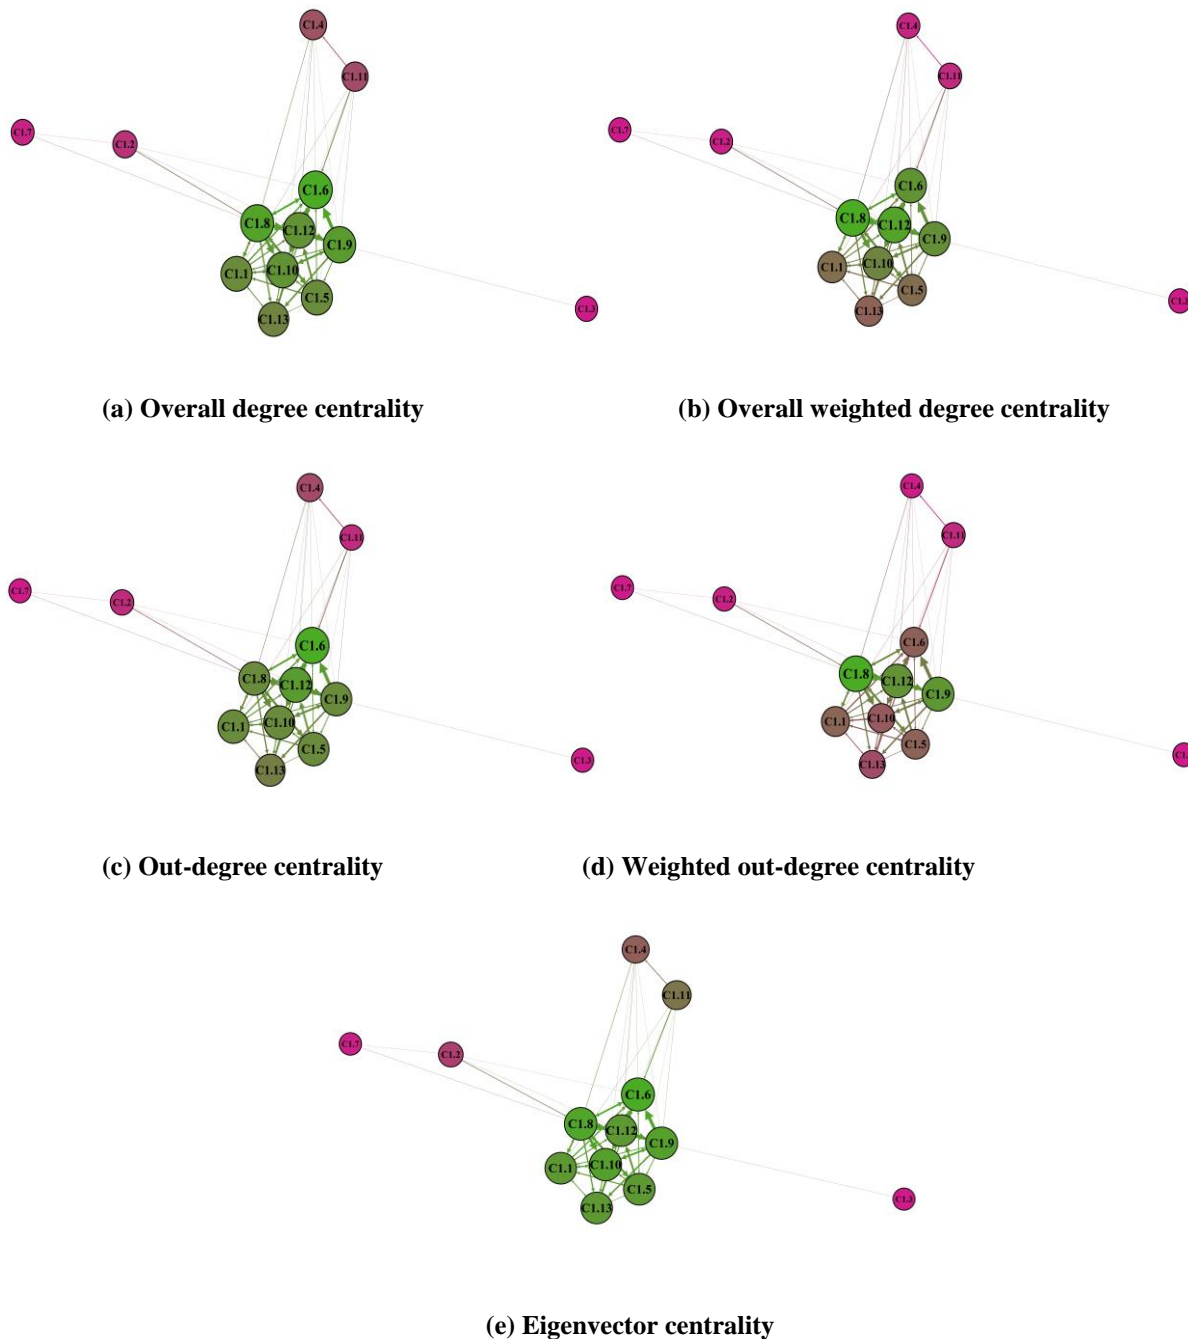 C1.4
C1.11
C1.7
C1.2
C1.6
C1.8
C1.12
C1.9
C1.10
C1.1
C1.5
C1.3
C1.13
(a) Overall degree centrality
C1.4
C1.11
C1.7
C1.2
C1.6
C1.8
C1.12
C1.9
C1.10
C1.1
C1.5
C1.3
C1.13
(b) Overall weighted degree centrality
C1.4
C1.11
C1.7
C1.2
C1.6
C1.8
C1.12
C1.9
C1.10
C1.1
C1.5
C1.3
C1.13
(c) Out-degree centrality
C1.4
C1.11
C1.7
C1.2
C1.6
C1.8
C1.12
C1.9
C1.10
C1.1
C1.5
C1.13
(d) Weighted out-degree centrality
C1.4
C1.11
C1.7
C1.2
C1.6
C1.8
C1.12
C1.9
C1.10
C1.1
C1.5
C1.3
C1.13
(e) Eigenvector centrality